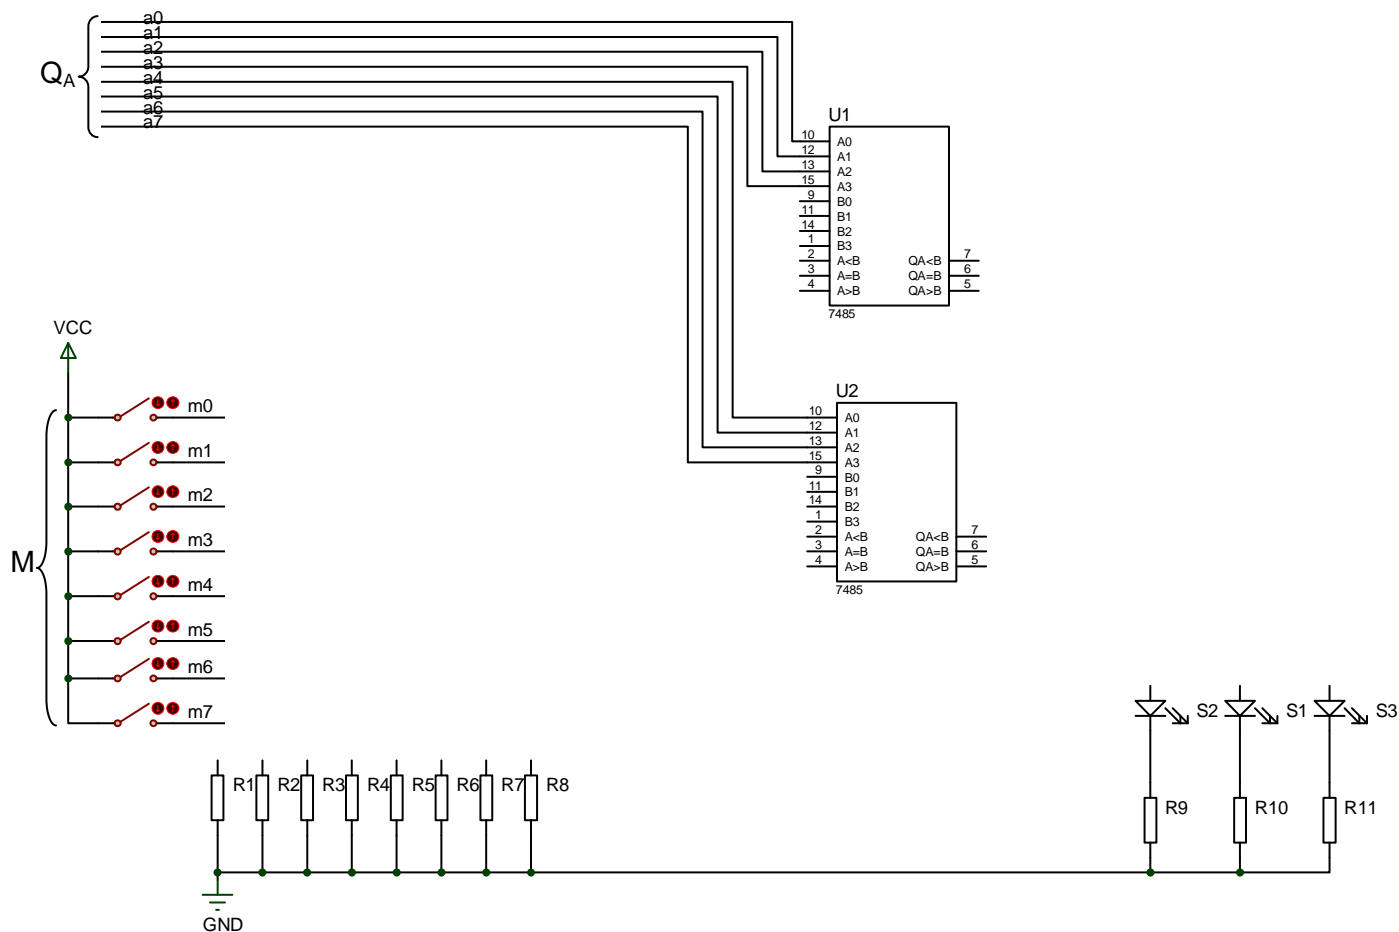 QA
a0
a1
a2
a3
a4
a5
a6
a7
U1
10 A0
12 A1
13 A2
15 A3
9 B0
11 B1
14 B2
1 B3
2 A<B QA<B 7
3 A=B QA=B 6
4 A>B QA>B 5
7485
VCC
M
m0
m1
m2
m3
m4
m5
m6
m7
U2
10 A0
12 A1
13 A2
15 A3
9 B0
11 B1
14 B2
1 B3
2 A<B QA<B 7
3 A=B QA=B 6
4 A>B QA>B 5
7485
S2 S1 S3
R1 R2 R3 R4 R5 R6 R7 R8
R9 R10 R11
GND